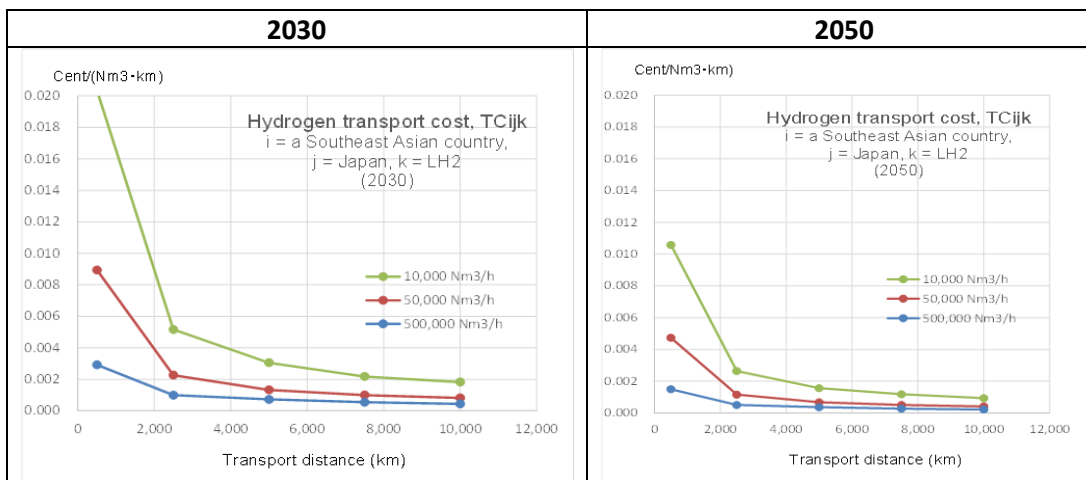 2030
2050
Cent/(Nm3・km)
0.020
0.018
0.016
0.014
0.012
0.010
0.008
0.006
0.004
0.002
0.000
0
2,000
4,000
6,000
8,000
10,000
12,000
Hydrogen transport cost, TCijk
i = a Southeast Asian country,
j = Japan, k = LH2
(2030)
10,000 Nm3/h
50,000 Nm3/h
500,000 Nm3/h
Transport distance (km)
Cent/Nm3・km)
0.020
0.018
0.016
0.014
0.012
0.010
0.008
0.006
0.004
0.002
0.000
0
2,000
4,000
6,000
8,000
10,000
12,000
Hydrogen transport cost, TCijk
i = a Southeast Asian country,
j = Japan, k = LH2
(2050)
10,000 Nm3/h
50,000 Nm3/h
500,000 Nm3/h
Transport distance (km)